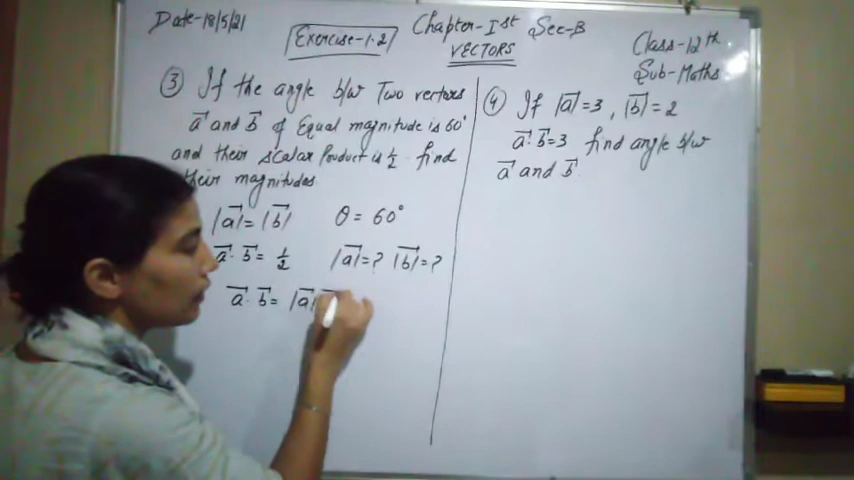 Date-18/5/21
Exercise-1.2
Chapter-Ist Sec-B
VECTORS
Class-12th
Sub-Maths
③ If the angle b/w Two vectors
a⃗ and b⃗ of Equal magnitude is 60°
and their scalar Product is 1/2. find
their magnitudes
|a⃗| = |b⃗| θ = 60°
a⃗ . b⃗ = 1/2 |a⃗| = ? |b⃗| = ?
a⃗ . b⃗ = |a⃗|
④ If |a⃗| = 3 , |b⃗| = 2
a⃗ . b⃗ = 3 find angle b/w
a⃗ and b⃗.